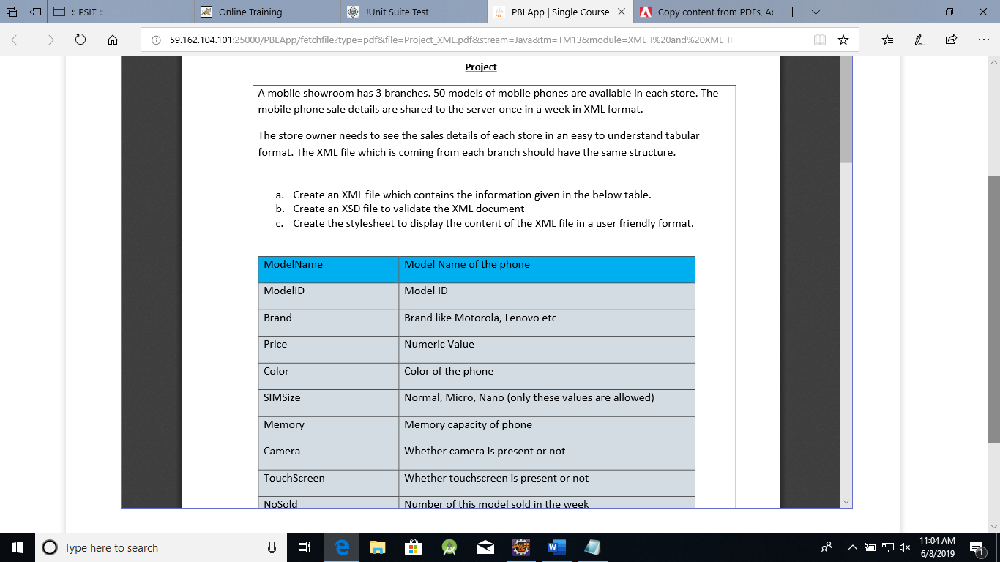 :: PSIT ::
Online Training
JUnit Suite Test
PBLApp | Single Course
Copy content from PDFs, Ac
59.162.104.101:25000/PBLApp/fetchfile?type=pdf&file=Project_XML.pdf&stream=Java&tm=TM13&module=XML-I%20and%20XML-II
Project
A mobile showroom has 3 branches. 50 models of mobile phones are available in each store. The
mobile phone sale details are shared to the server once in a week in XML format.
The store owner needs to see the sales details of each store in an easy to understand tabular
format. The XML file which is coming from each branch should have the same structure.
a. Create an XML file which contains the information given in the below table.
b. Create an XSD file to validate the XML document
c. Create the stylesheet to display the content of the XML file in a user friendly format.
ModelName Model Name of the phone
ModelID Model ID
Brand Brand like Motorola, Lenovo etc
Price Numeric Value
Color Color of the phone
SIMSize Normal, Micro, Nano (only these values are allowed)
Memory Memory capacity of phone
Camera Whether camera is present or not
TouchScreen Whether touchscreen is present or not
NoSold Number of this model sold in the week
Type here to search
11:04 AM
6/8/2019
1